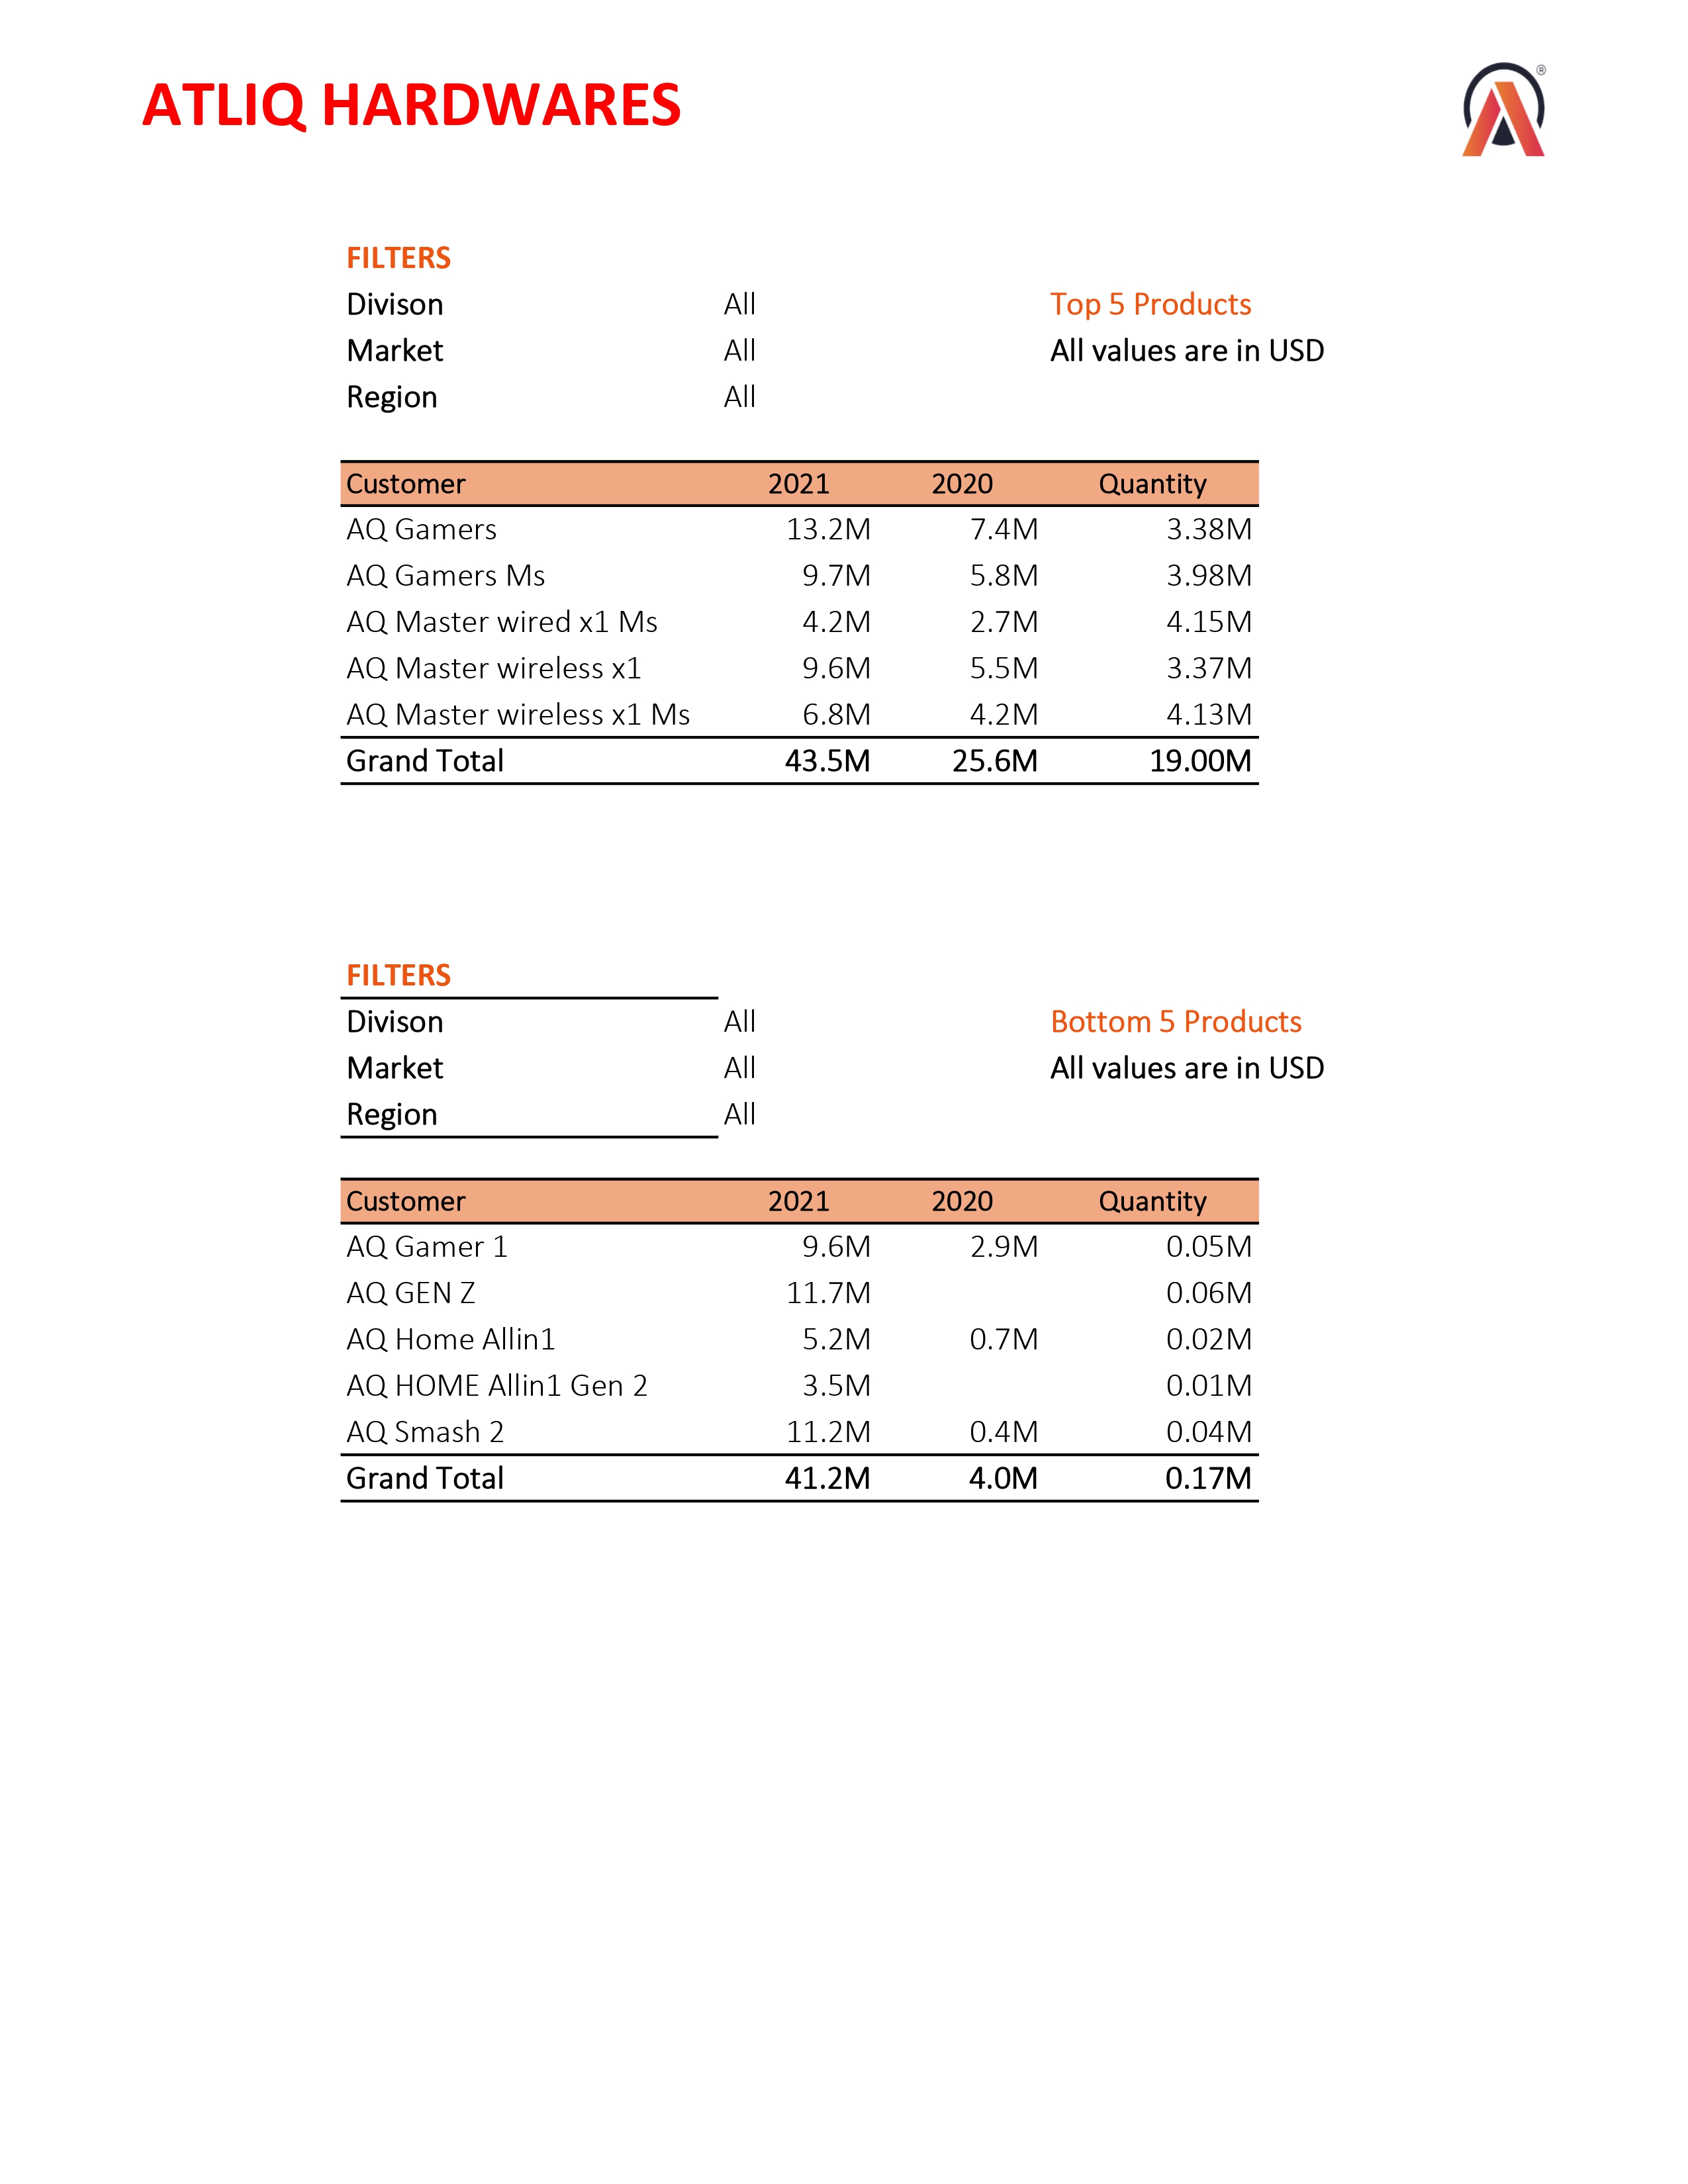 ATLIQ HARDWARES
®
FILTERS
Divison All Top 5 Products
Market All All values are in USD
Region All
Customer 2021 2020 Quantity
AQ Gamers 13.2M 7.4M 3.38M
AQ Gamers Ms 9.7M 5.8M 3.98M
AQ Master wired x1 Ms 4.2M 2.7M 4.15M
AQ Master wireless x1 9.6M 5.5M 3.37M
AQ Master wireless x1 Ms 6.8M 4.2M 4.13M
Grand Total 43.5M 25.6M 19.00M
FILTERS
Divison All Bottom 5 Products
Market All All values are in USD
Region All
Customer 2021 2020 Quantity
AQ Gamer 1 9.6M 2.9M 0.05M
AQ GEN Z 11.7M 0.06M
AQ Home Allin1 5.2M 0.7M 0.02M
AQ HOME Allin1 Gen 2 3.5M 0.01M
AQ Smash 2 11.2M 0.4M 0.04M
Grand Total 41.2M 4.0M 0.17M